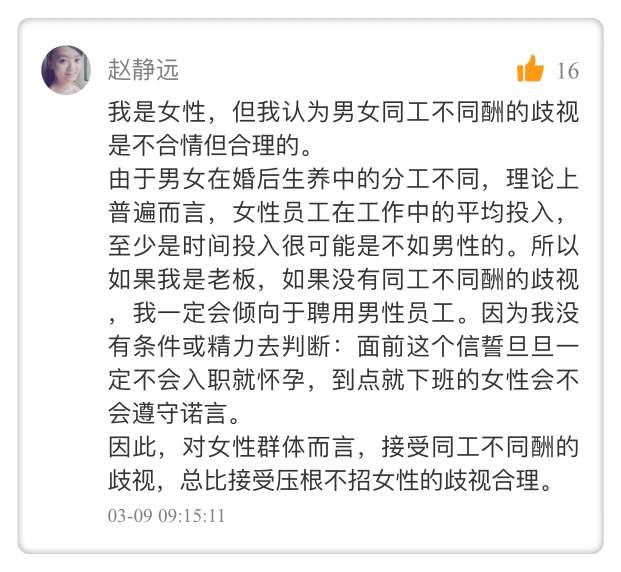 赵静远
16
我是女性，但我认为男女同工不同酬的歧视
是不合情但合理的。
由于男女在婚后生养中的分工不同，理论上
普遍而言，女性员工在工作中的平均投入，
至少是时间投入很可能是不如男性的。所以
如果我是老板，如果没有同工不同酬的歧视
，我一定会倾向于聘用男性员工。因为我没
有条件或精力去判断：面前这个信誓旦旦一
定不会入职就怀孕，到点就下班的女性会不
会遵守诺言。
因此，对女性群体而言，接受同工不同酬的
歧视，总比接受压根不招女性的歧视合理。
03-09 09:15:11